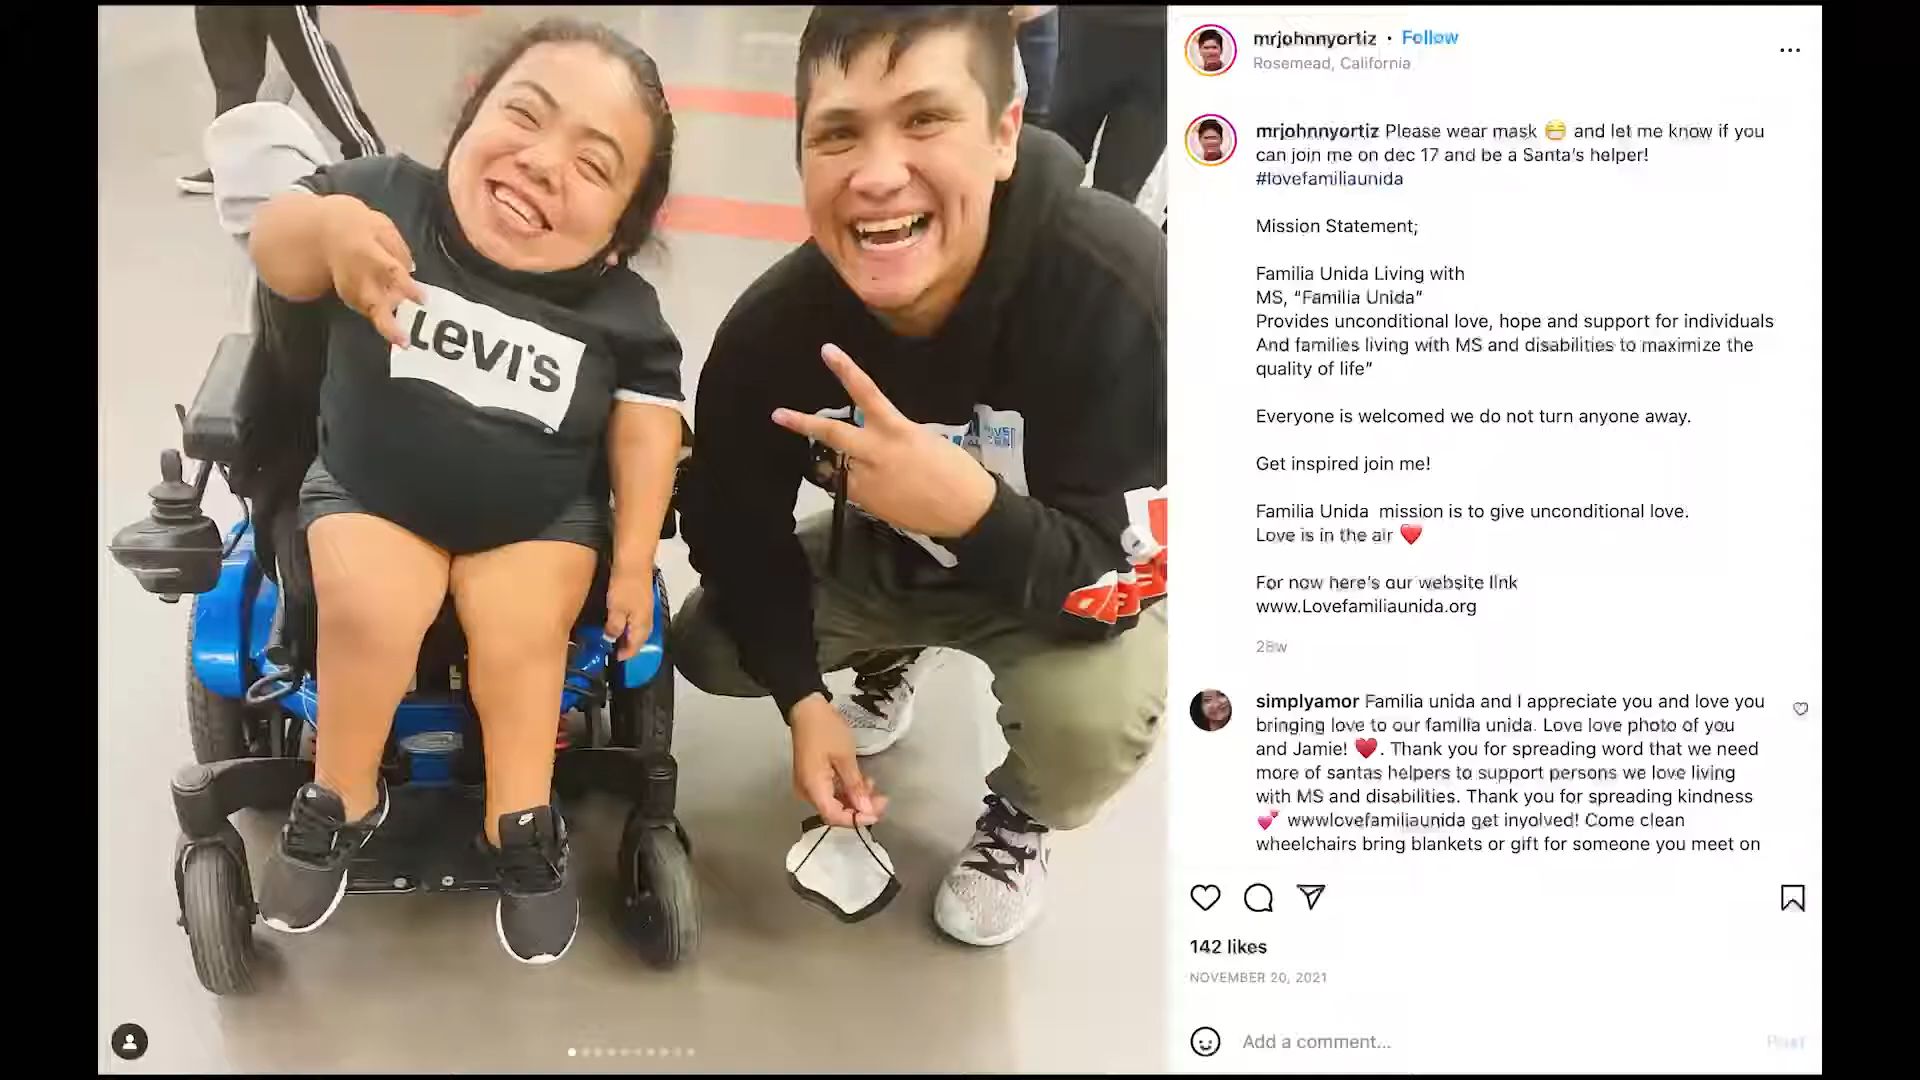 LEVI'S
mrjohnnyortiz • Follow
Rosemead, California
mrjohnnyortiz Please wear mask 😷 and let me know if you
can join me on dec 17 and be a Santa's helper!
#lovefamiliaunida
Mission Statement;
Familia Unida Living with
MS, “Familia Unida”
Provides unconditional love, hope and support for individuals
And families living with MS and disabilities to maximize the
quality of life”
Everyone is welcomed we do not turn anyone away.
Get inspired join me!
Familia Unida mission is to give unconditional love.
Love is in the air ❤️
For now here's our website link
www.Lovefamiliaunida.org
28w
simplyamor Familia unida and I appreciate you and love you
bringing love to our familia unida. Love love photo of you
and Jamie! ❤️. Thank you for spreading word that we need
more of santas helpers to support persons we love living
with MS and disabilities. Thank you for spreading kindness
💕 wwwlovefamiliaunida get involved! Come clean
wheelchairs bring blankets or gift for someone you meet on
142 likes
NOVEMBER 20, 2021
Add a comment...
Post